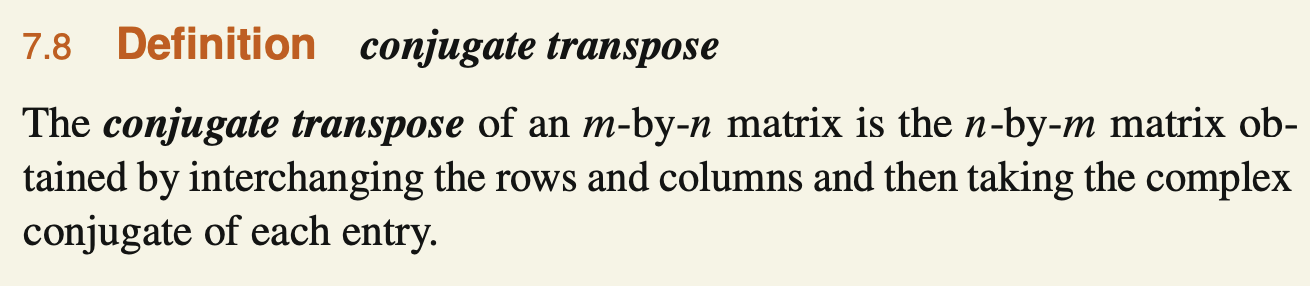 7.8 Definition conjugate transpose
The conjugate transpose of an m-by-n matrix is the n-by-m matrix ob-
tained by interchanging the rows and columns and then taking the complex
conjugate of each entry.